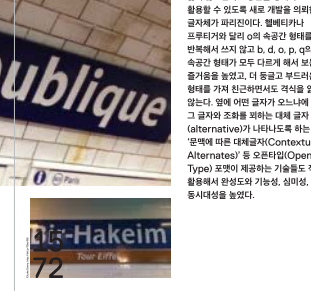 ublique
활용할 수 있도록 새로 개발을 의뢰한
글자체가 파리진이다. 헬베티카나
프루티거와 달리 o의 속공간 형태를
반복해서 쓰지 않고 b, d, o, p, q의
속공간 형태가 모두 다르게 해서 보는
즐거움을 높였고, 더 둥글고 부드러운
형태를 가져 친근하면서도 격식을 잃지
않는다. 옆에 어떤 글자가 오느냐에
그 글자와 조화를 꾀하는 대체 글자
(alternative)가 나타나도록 하는
'문맥에 따른 대체글자(Contextu
Alternates)' 등 오픈타입(Open
Type) 포맷이 제공하는 기술들도
활용해서 완성도와 기능성, 심미성,
동시대성을 높였다.
-Hakeim
Tour Eiffe
15
72